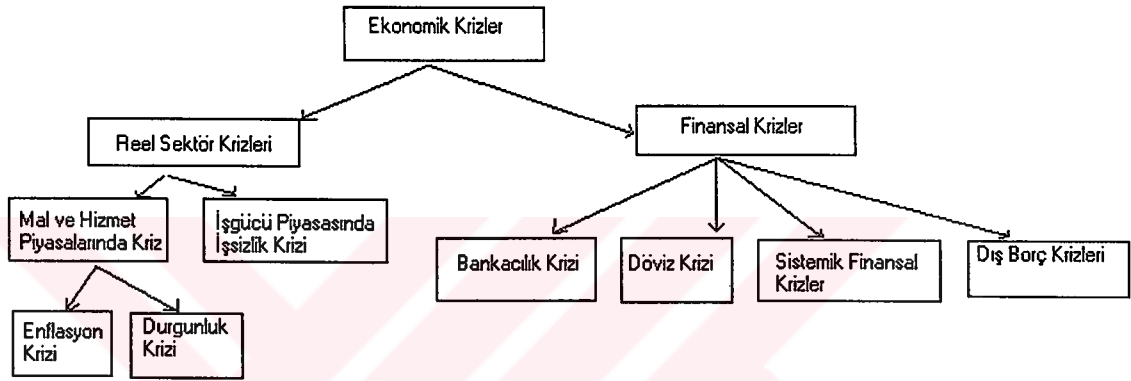 Ekonomik Krizler
Reel Sektör Krizleri
Finansal Krizler
Mal ve Hizmet
Piyasalarında Kriz
İşgücü Piyasasında
İşsizlik Krizi
Bankacılık Krizi
Döviz Krizi
Sistemik Finansal
Krizler
Dış Borç Krizleri
Enflasyon
Krizi
Durgunluk
Krizi